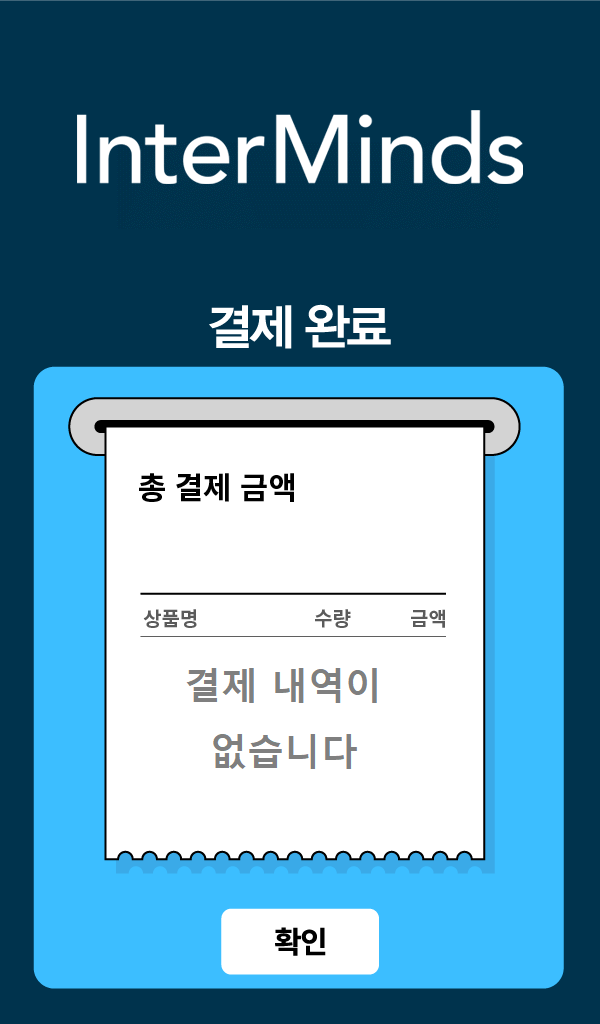 InterMinds
결제 완료
총 결제 금액
상품명 수량 금액
결제 내역이
없습니다
확인